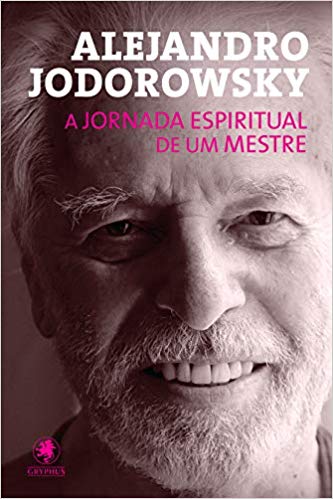 ALEJANDRO
JODOROWSKY
A JORNADA ESPIRITUAL
DE UM MESTRE
GRYPHUS